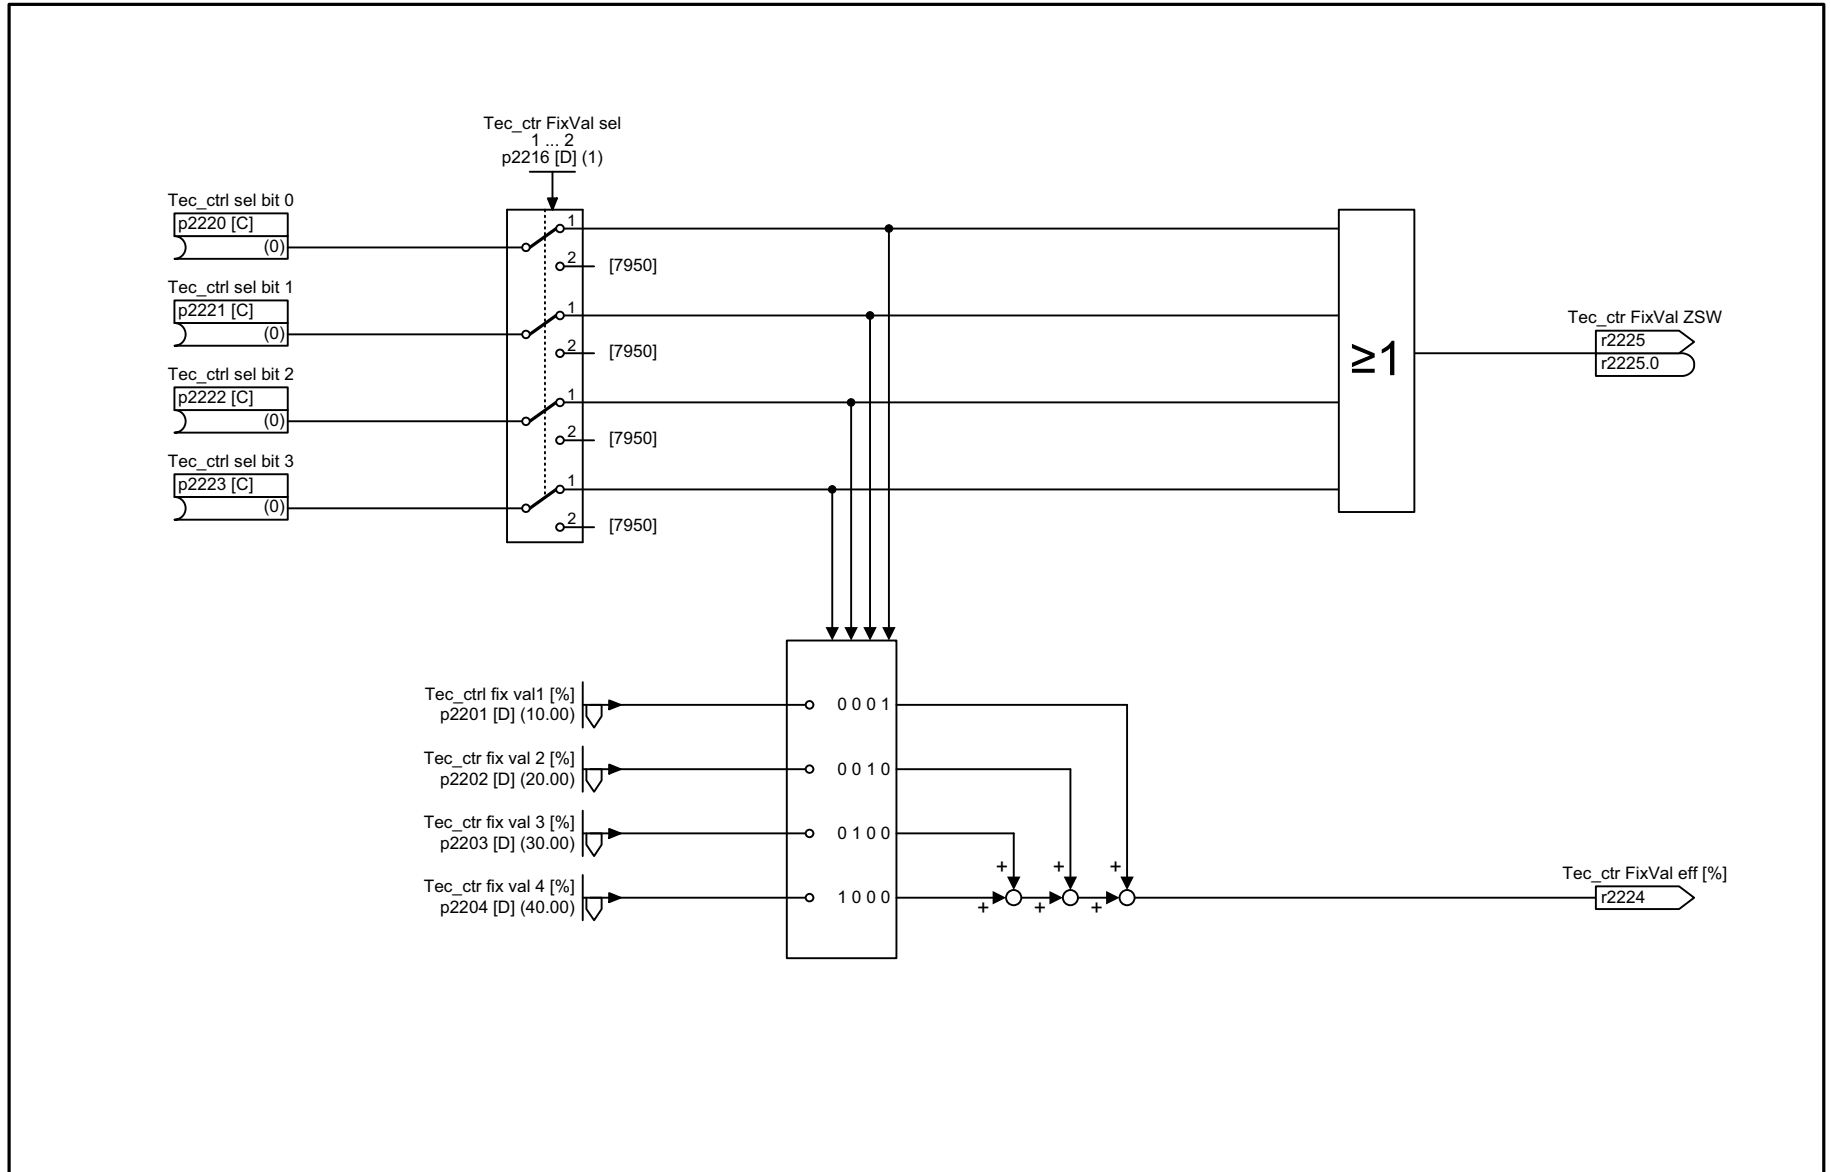 Tec_ctr FixVal sel
1 ... 2
p2216 [D] (1)
Tec_ctrl sel bit 0
p2220 [C]
(0)
1
2
[7950]
Tec_ctrl sel bit 1
p2221 [C]
(0)
1
2
[7950]
Tec_ctrl sel bit 2
p2222 [C]
(0)
1
2
[7950]
Tec_ctrl sel bit 3
p2223 [C]
(0)
1
2
[7950]
≥1
Tec_ctr FixVal ZSW
r2225
r2225.0
Tec_ctrl fix val1 [%]
p2201 [D] (10.00)
0 0 0 1
Tec_ctr fix val 2 [%]
p2202 [D] (20.00)
0 0 1 0
Tec_ctr fix val 3 [%]
p2203 [D] (30.00)
0 1 0 0
Tec_ctr fix val 4 [%]
p2204 [D] (40.00)
1 0 0 0
+ + +
+ + +
Tec_ctr FixVal eff [%]
r2224